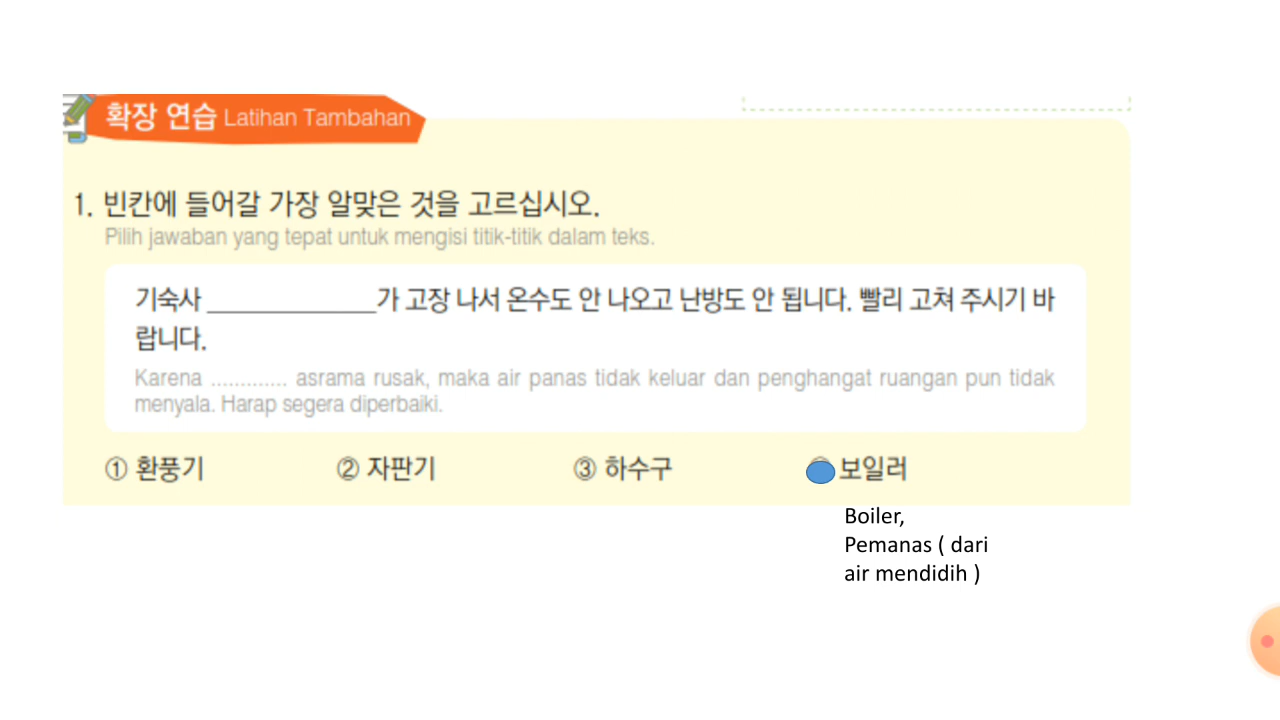 확장 연습 Latihan Tambahan
1. 빈칸에 들어갈 가장 알맞은 것을 고르십시오.
Pilih jawaban yang tepat untuk mengisi titik-titik dalam teks.
기숙사 ______________가 고장 나서 온수도 안 나오고 난방도 안 됩니다. 빨리 고쳐 주시기 바
랍니다.
Karena ............. asrama rusak, maka air panas tidak keluar dan penghangat ruangan pun tidak
menyala. Harap segera diperbaiki.
① 환풍기 ② 자판기 ③ 하수구 보일러
Boiler,
Pemanas ( dari
air mendidih )